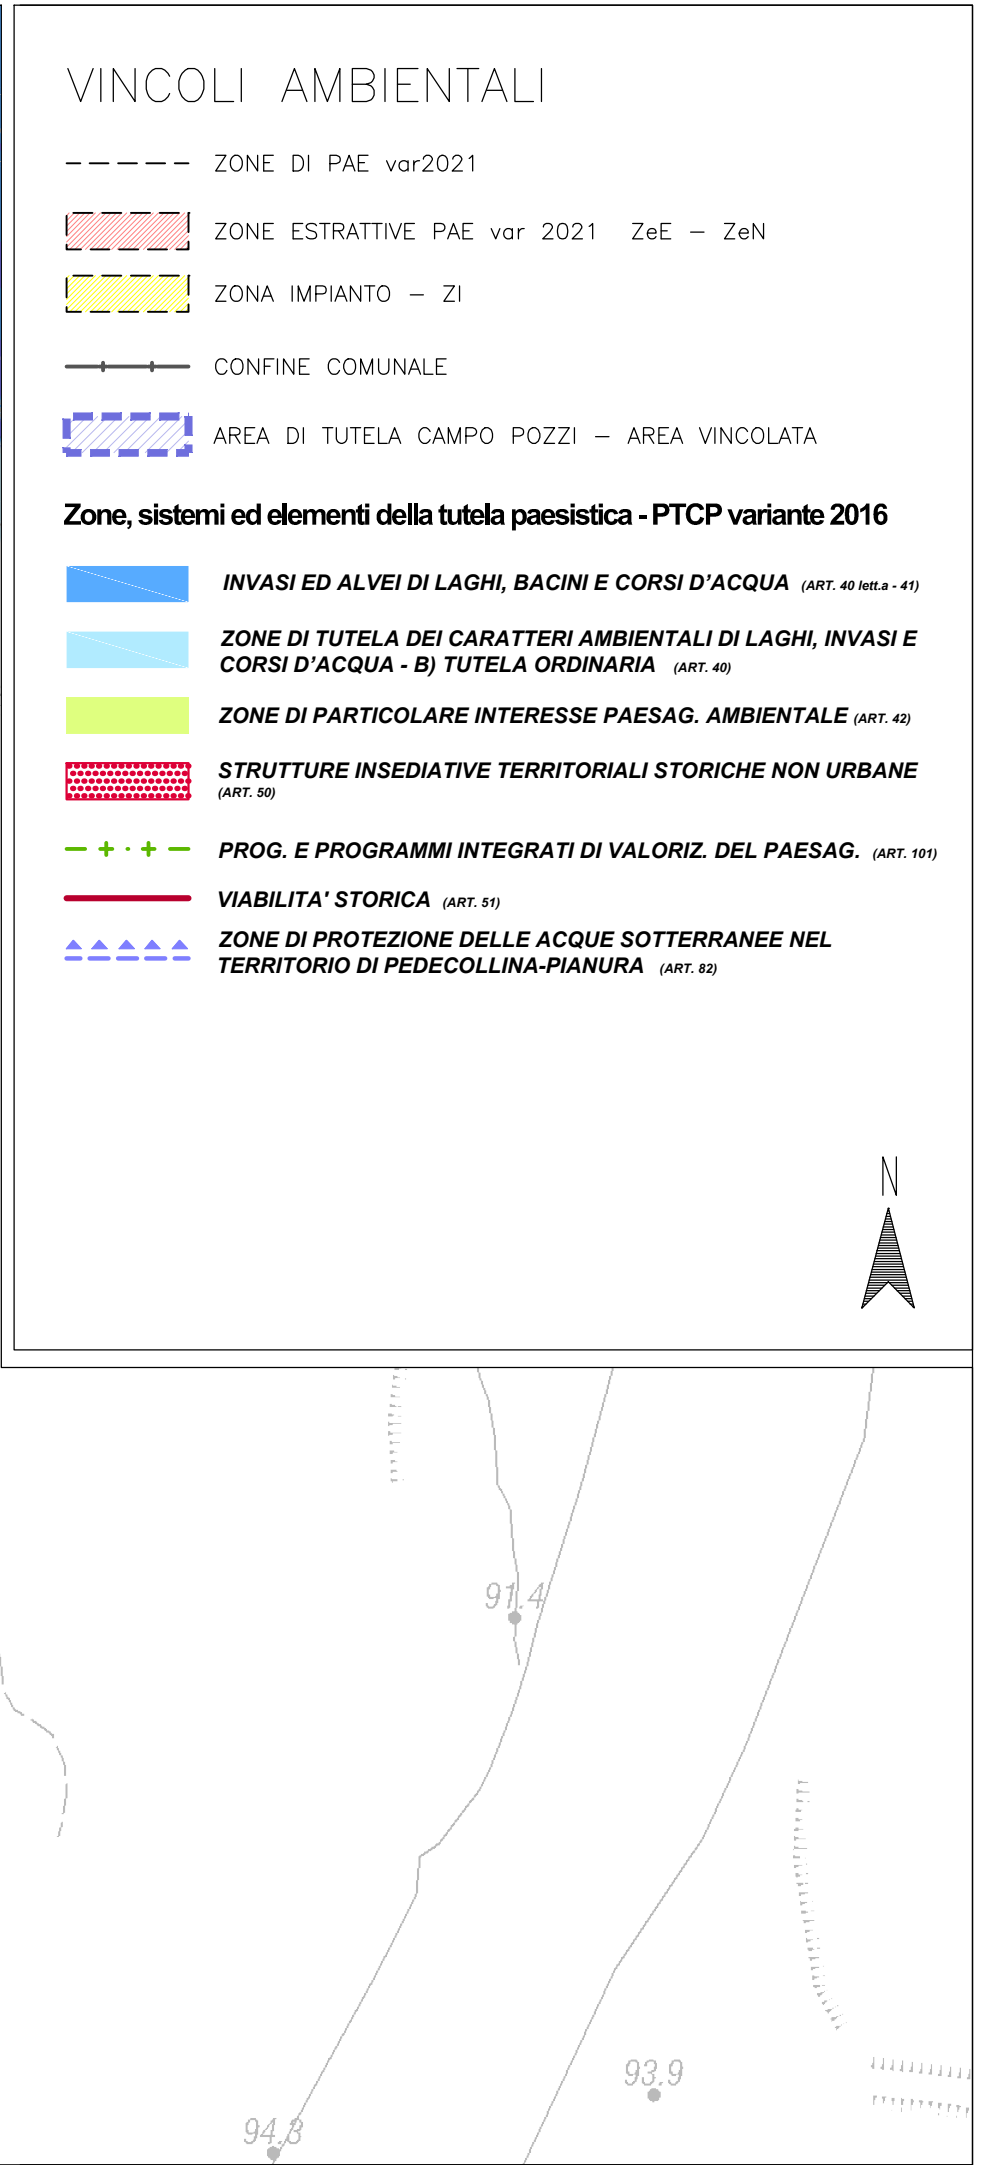 VINCOLI AMBIENTALI
ZONE DI PAE var2021
ZONE ESTRATTIVE PAE var 2021 ZeE – ZeN
ZONA IMPIANTO – ZI
CONFINE COMUNALE
AREA DI TUTELA CAMPO POZZI – AREA VINCOLATA
Zone, sistemi ed elementi della tutela paesistica - PTCP variante 2016
INVASI ED ALVEI DI LAGHI, BACINI E CORSI D'ACQUA (ART. 40 lett.a - 41)
ZONE DI TUTELA DEI CARATTERI AMBIENTALI DI LAGHI, INVASI E
CORSI D'ACQUA - B) TUTELA ORDINARIA (ART. 40)
ZONE DI PARTICOLARE INTERESSE PAESAG. AMBIENTALE (ART. 42)
STRUTTURE INSEDIATIVE TERRITORIALI STORICHE NON URBANE
(ART. 50)
PROG. E PROGRAMMI INTEGRATI DI VALORIZ. DEL PAESAG. (ART. 101)
VIABILITA' STORICA (ART. 51)
ZONE DI PROTEZIONE DELLE ACQUE SOTTERRANEE NEL
TERRITORIO DI PEDECOLLINA-PIANURA (ART. 82)
N
91.4
93.9
94.3